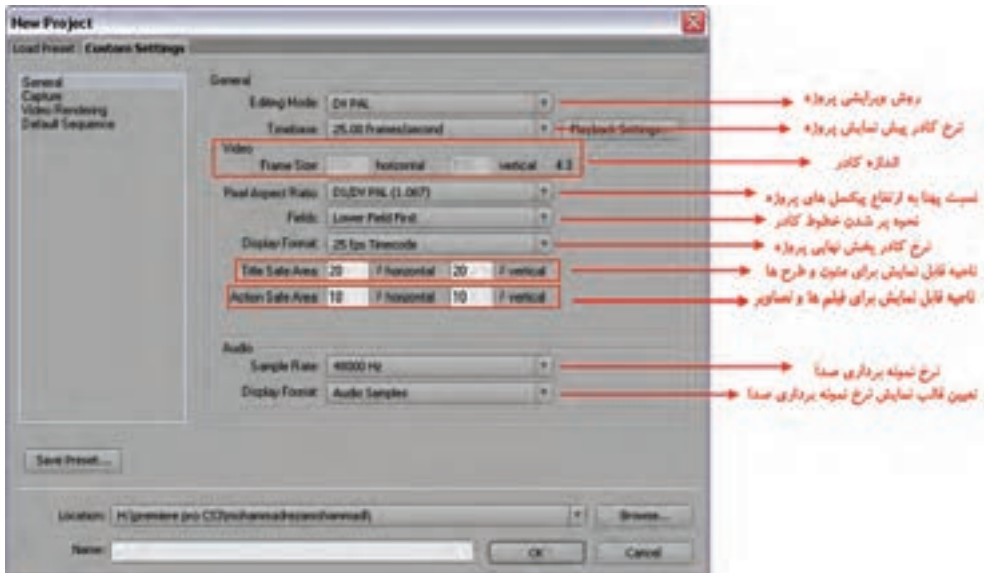 New Project
Load Preset Custom Settings
General
Capture
Video Rendering
Default Sequence
General
Editing Mode: DV PAL
روش ویرایشی پروژه
Timebase: 25.00 frames/second Playback Settings...
نرخ کادر پیش نمایش پروژه
Video
Frame Size: horizontal vertical 4:3
اندازه کادر
Pixel Aspect Ratio: D1/DV PAL (1.067)
نسبت پهنا به ارتفاع پیکسل های پروژه
Fields: Lower Field First
نحوه پر شدن خطوط کادر
Display Format: 25 fps Timecode
نرخ کادر پخش نهایی پروژه
Title Safe Area: 20 horizontal 20 vertical
ناحیه قابل نمایش برای متون و طرح ها
Action Safe Area: 10 horizontal 10 vertical
ناحیه قابل نمایش برای فیلم ها و تصاویر
Audio
Sample Rate: 48000 Hz
نرخ نمونه برداری صدا
Display Format: Audio Samples
تعیین قالب نمایش نرخ نمونه برداری صدا
Save Preset...
Location: H:\premiere pro CS3\ Browse...
Name: OK Cancel